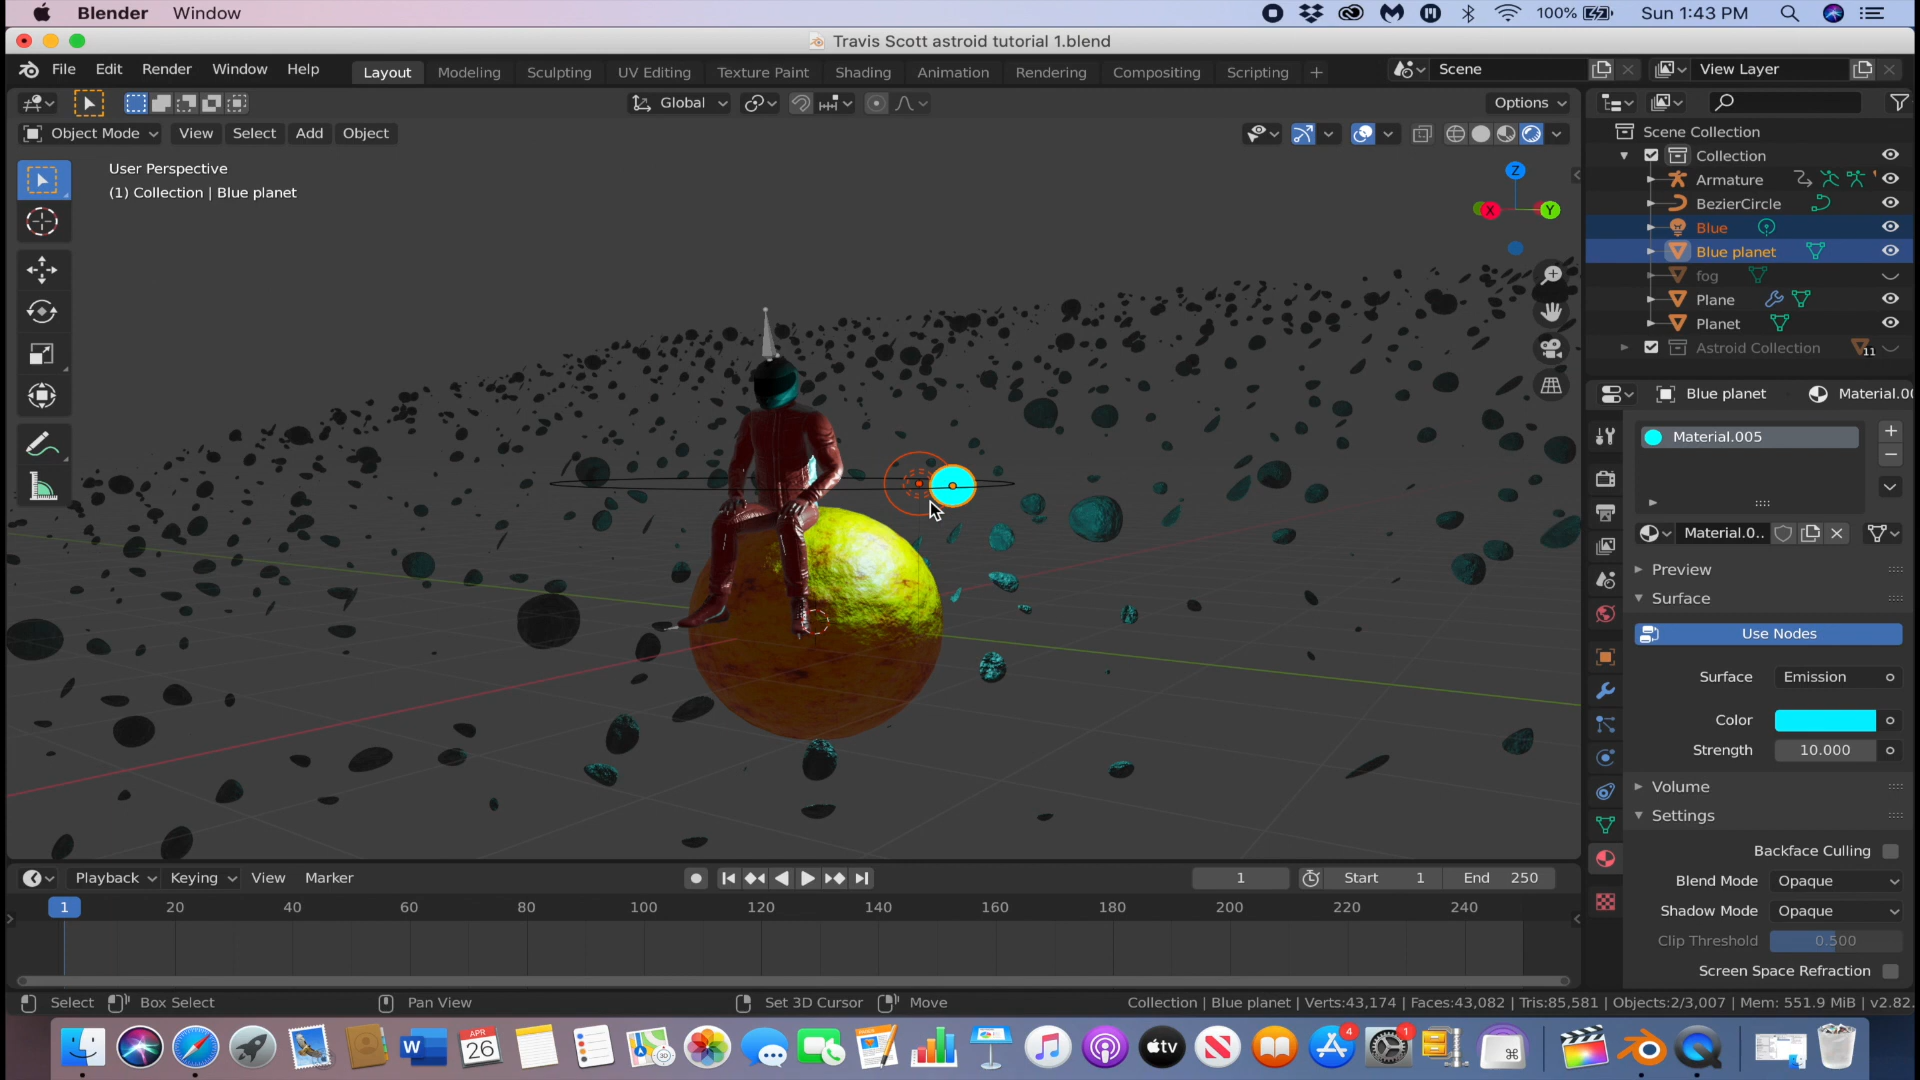 Blender Window 100% Sun 1:43 PM
Travis Scott astroid tutorial 1.blend
File Edit Render Window Help Layout Modeling Sculpting UV Editing Texture Paint Shading Animation Rendering Compositing Scripting + Scene View Layer
Global Options
Object Mode View Select Add Object
User Perspective
(1) Collection | Blue planet
Z
X
Y
Scene Collection
Collection
Armature
BezierCircle
Blue
Blue planet
fog
Plane
Planet
Astroid Collection 11
Blue planet Material.00
Material.005
Material.0..
Preview
Surface
Use Nodes
Surface Emission
Color
Strength 10.000
Volume
Settings
Backface Culling
Blend Mode Opaque
Shadow Mode Opaque
Clip Threshold 0.500
Screen Space Refraction
Playback Keying View Marker 1 Start 1 End 250
1 20 40 60 80 100 120 140 160 180 200 220 240
Select Box Select Pan View Set 3D Cursor Move Collection | Blue planet | Verts:43,174 | Faces:43,082 | Tris:85,581 | Objects:2/3,007 | Mem: 551.9 MiB | v2.82.
W APR 26 tv 4 1